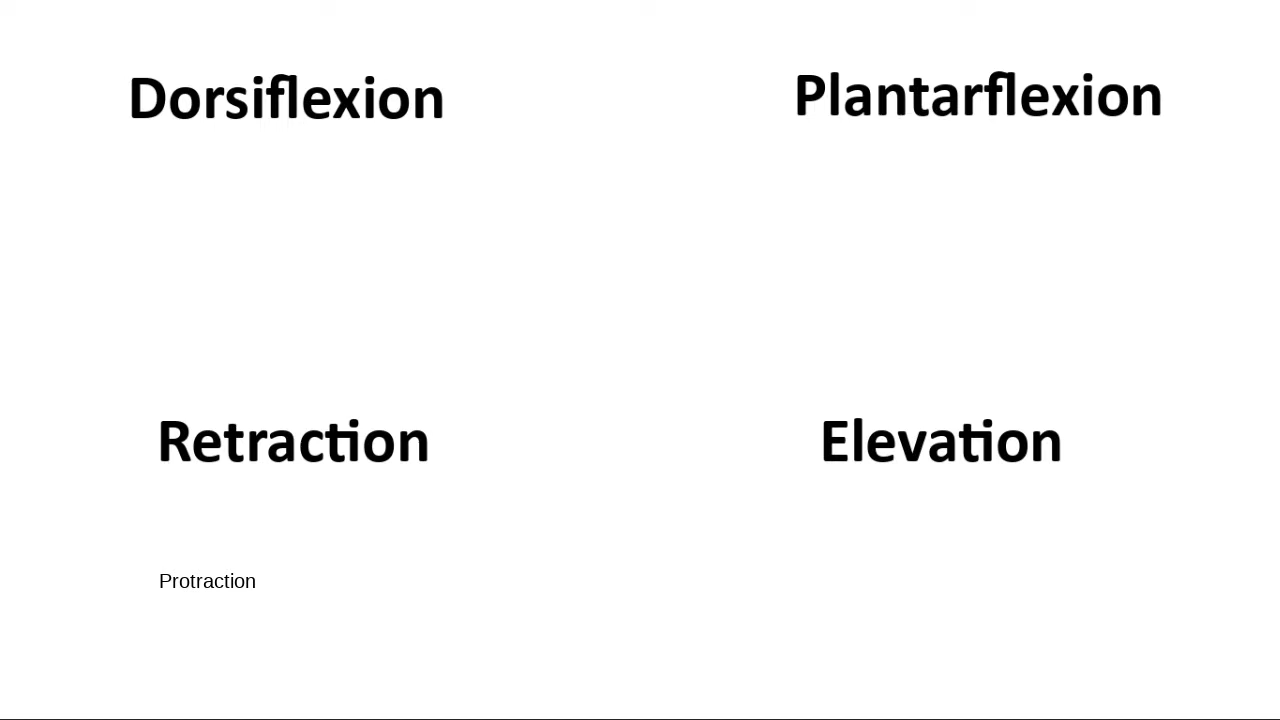 Dorsiflexion
Plantarflexion
Retraction
Elevation
Protraction